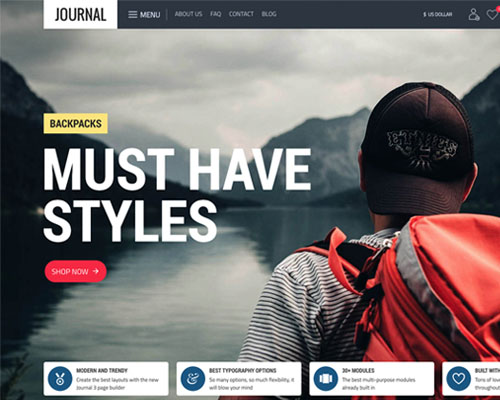 JOURNAL
MENU
ABOUT US
FAQ
CONTACT
BLOG
$ US DOLLAR
BACKPACKS
MUST HAVE
STYLES
SHOP NOW
MODERN AND TRENDY
Create the best layouts with the new
Journal 3 page builder
&
BEST TYPOGRAPHY OPTIONS
So many options, so much flexibility, it
will blow your mind
30+ MODULES
The best multi-purpose modules
already built in
BUILT WITH
Tons of
throughout